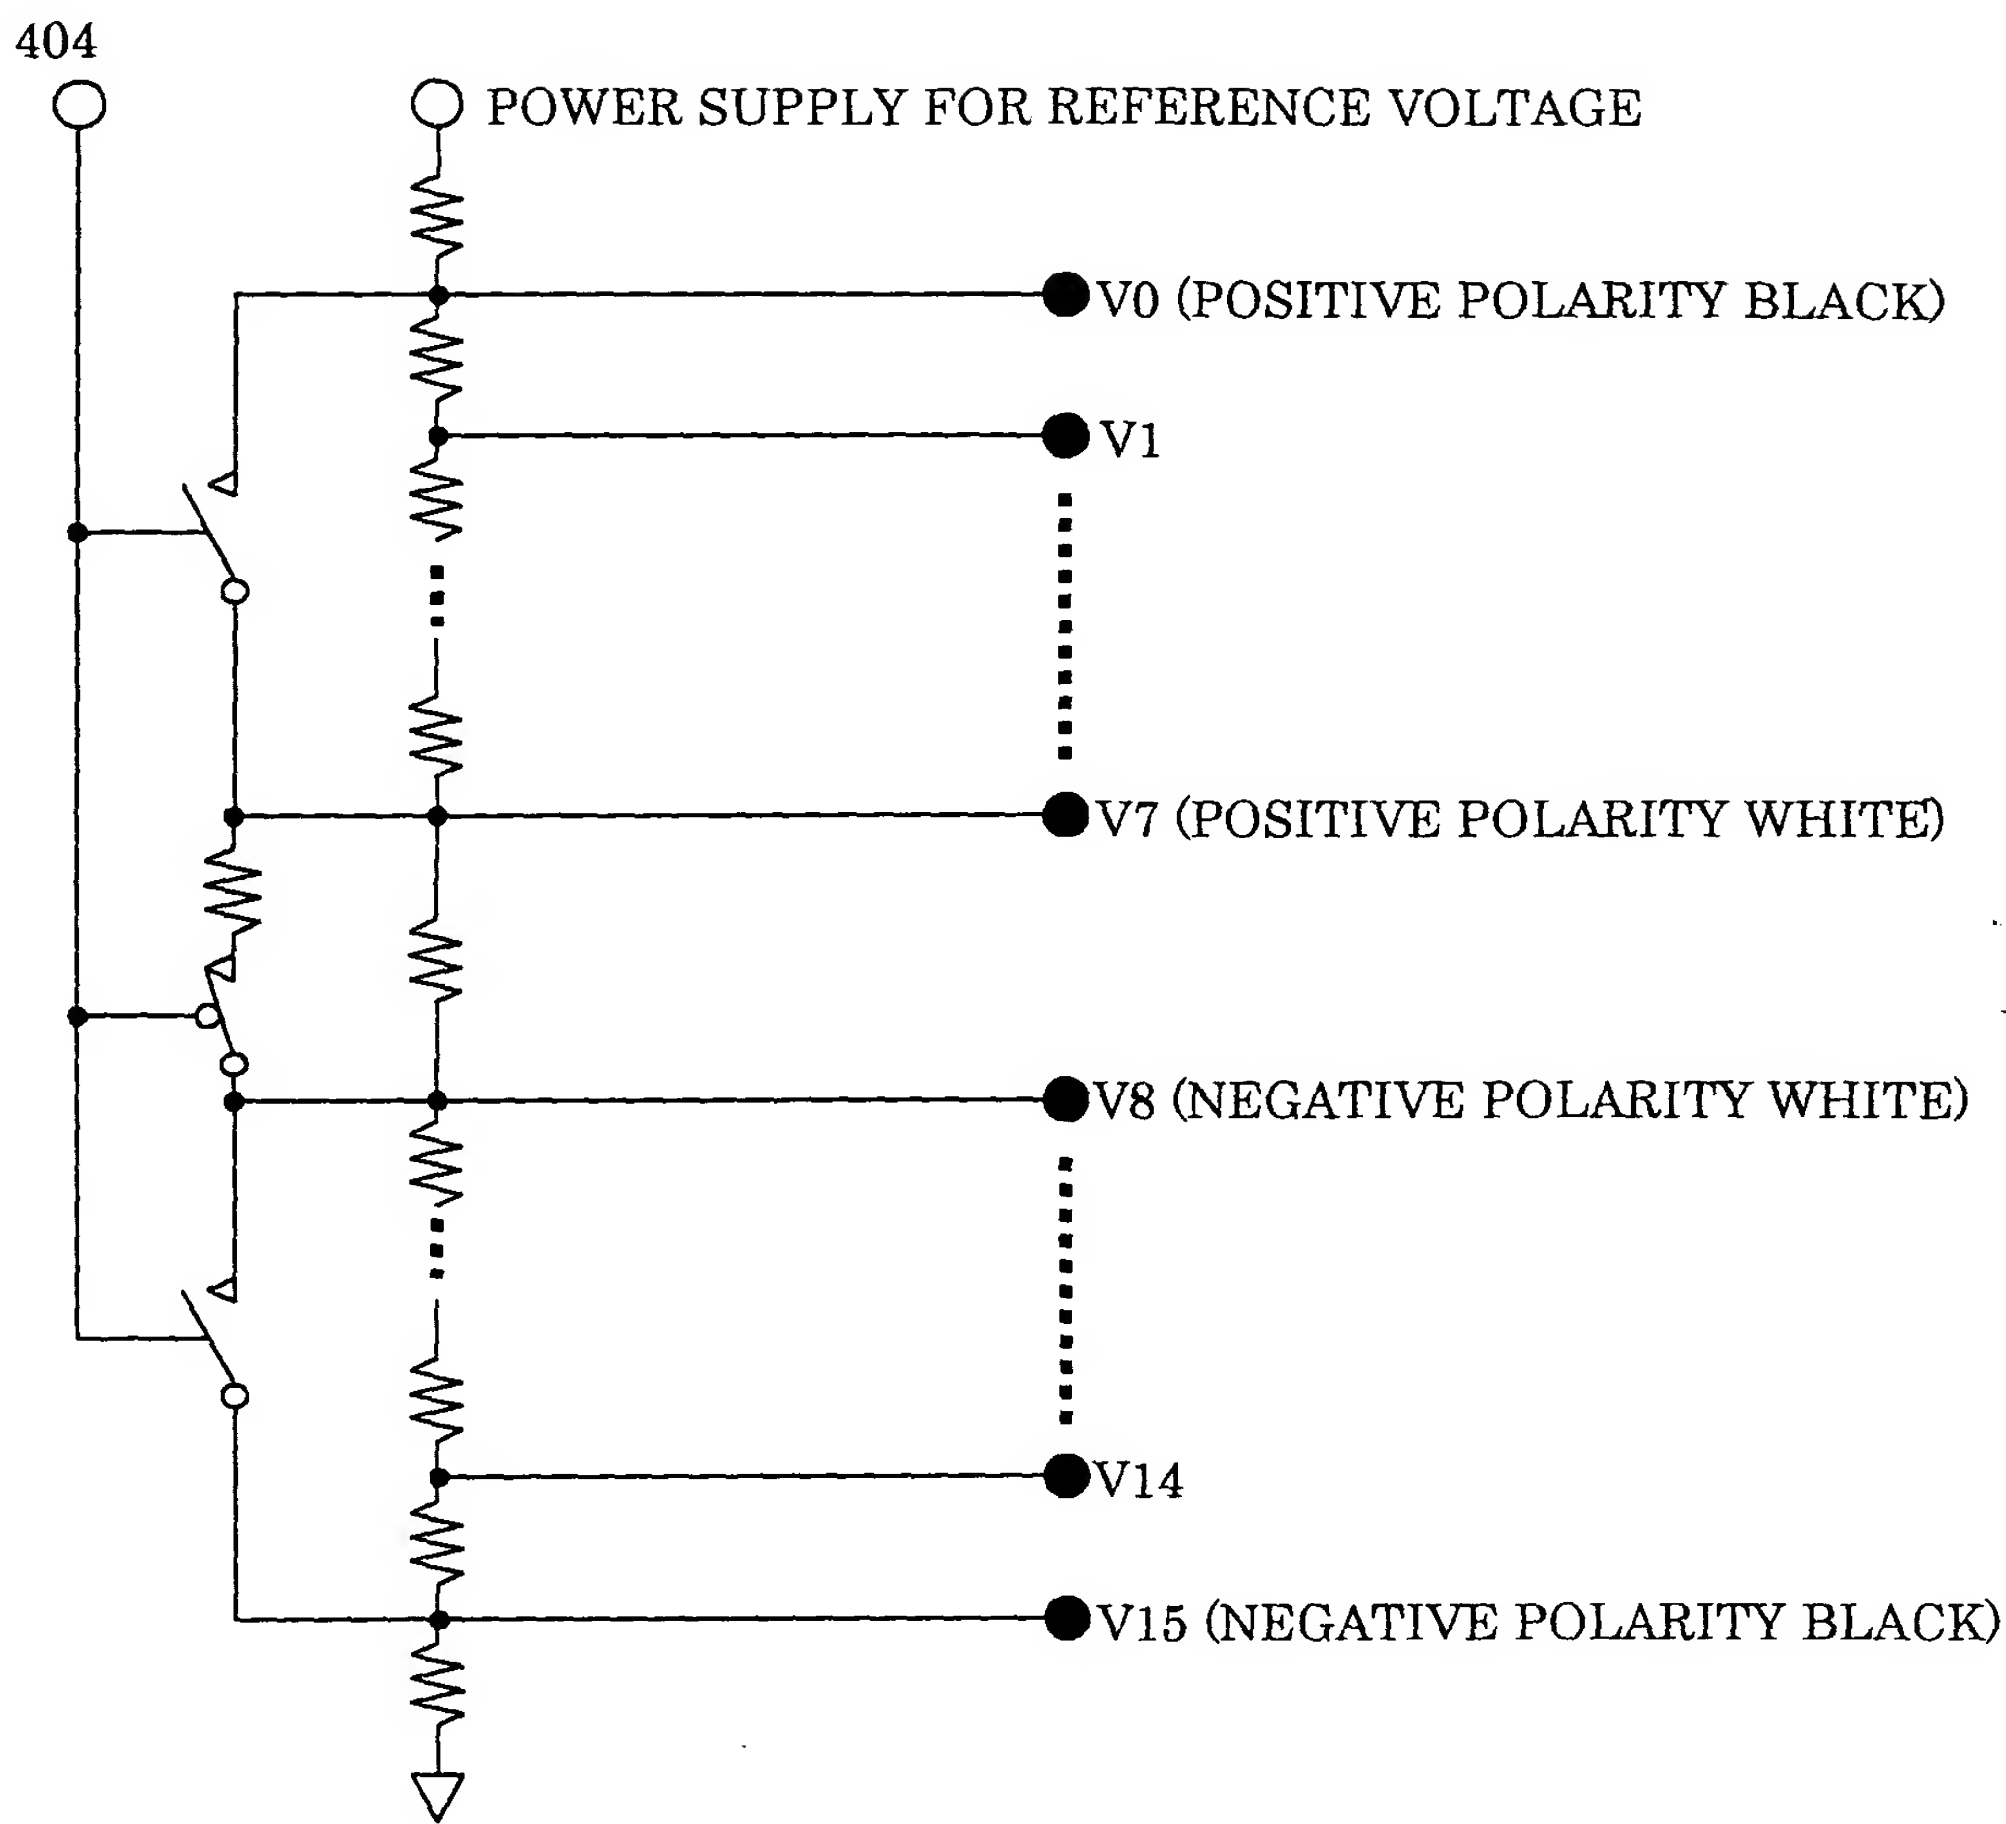 404
POWER SUPPLY FOR REFERENCE VOLTAGE
V0 (POSITIVE POLARITY BLACK)
V1
V7 (POSITIVE POLARITY WHITE)
V8 (NEGATIVE POLARITY WHITE)
V14
V15 (NEGATIVE POLARITY BLACK)